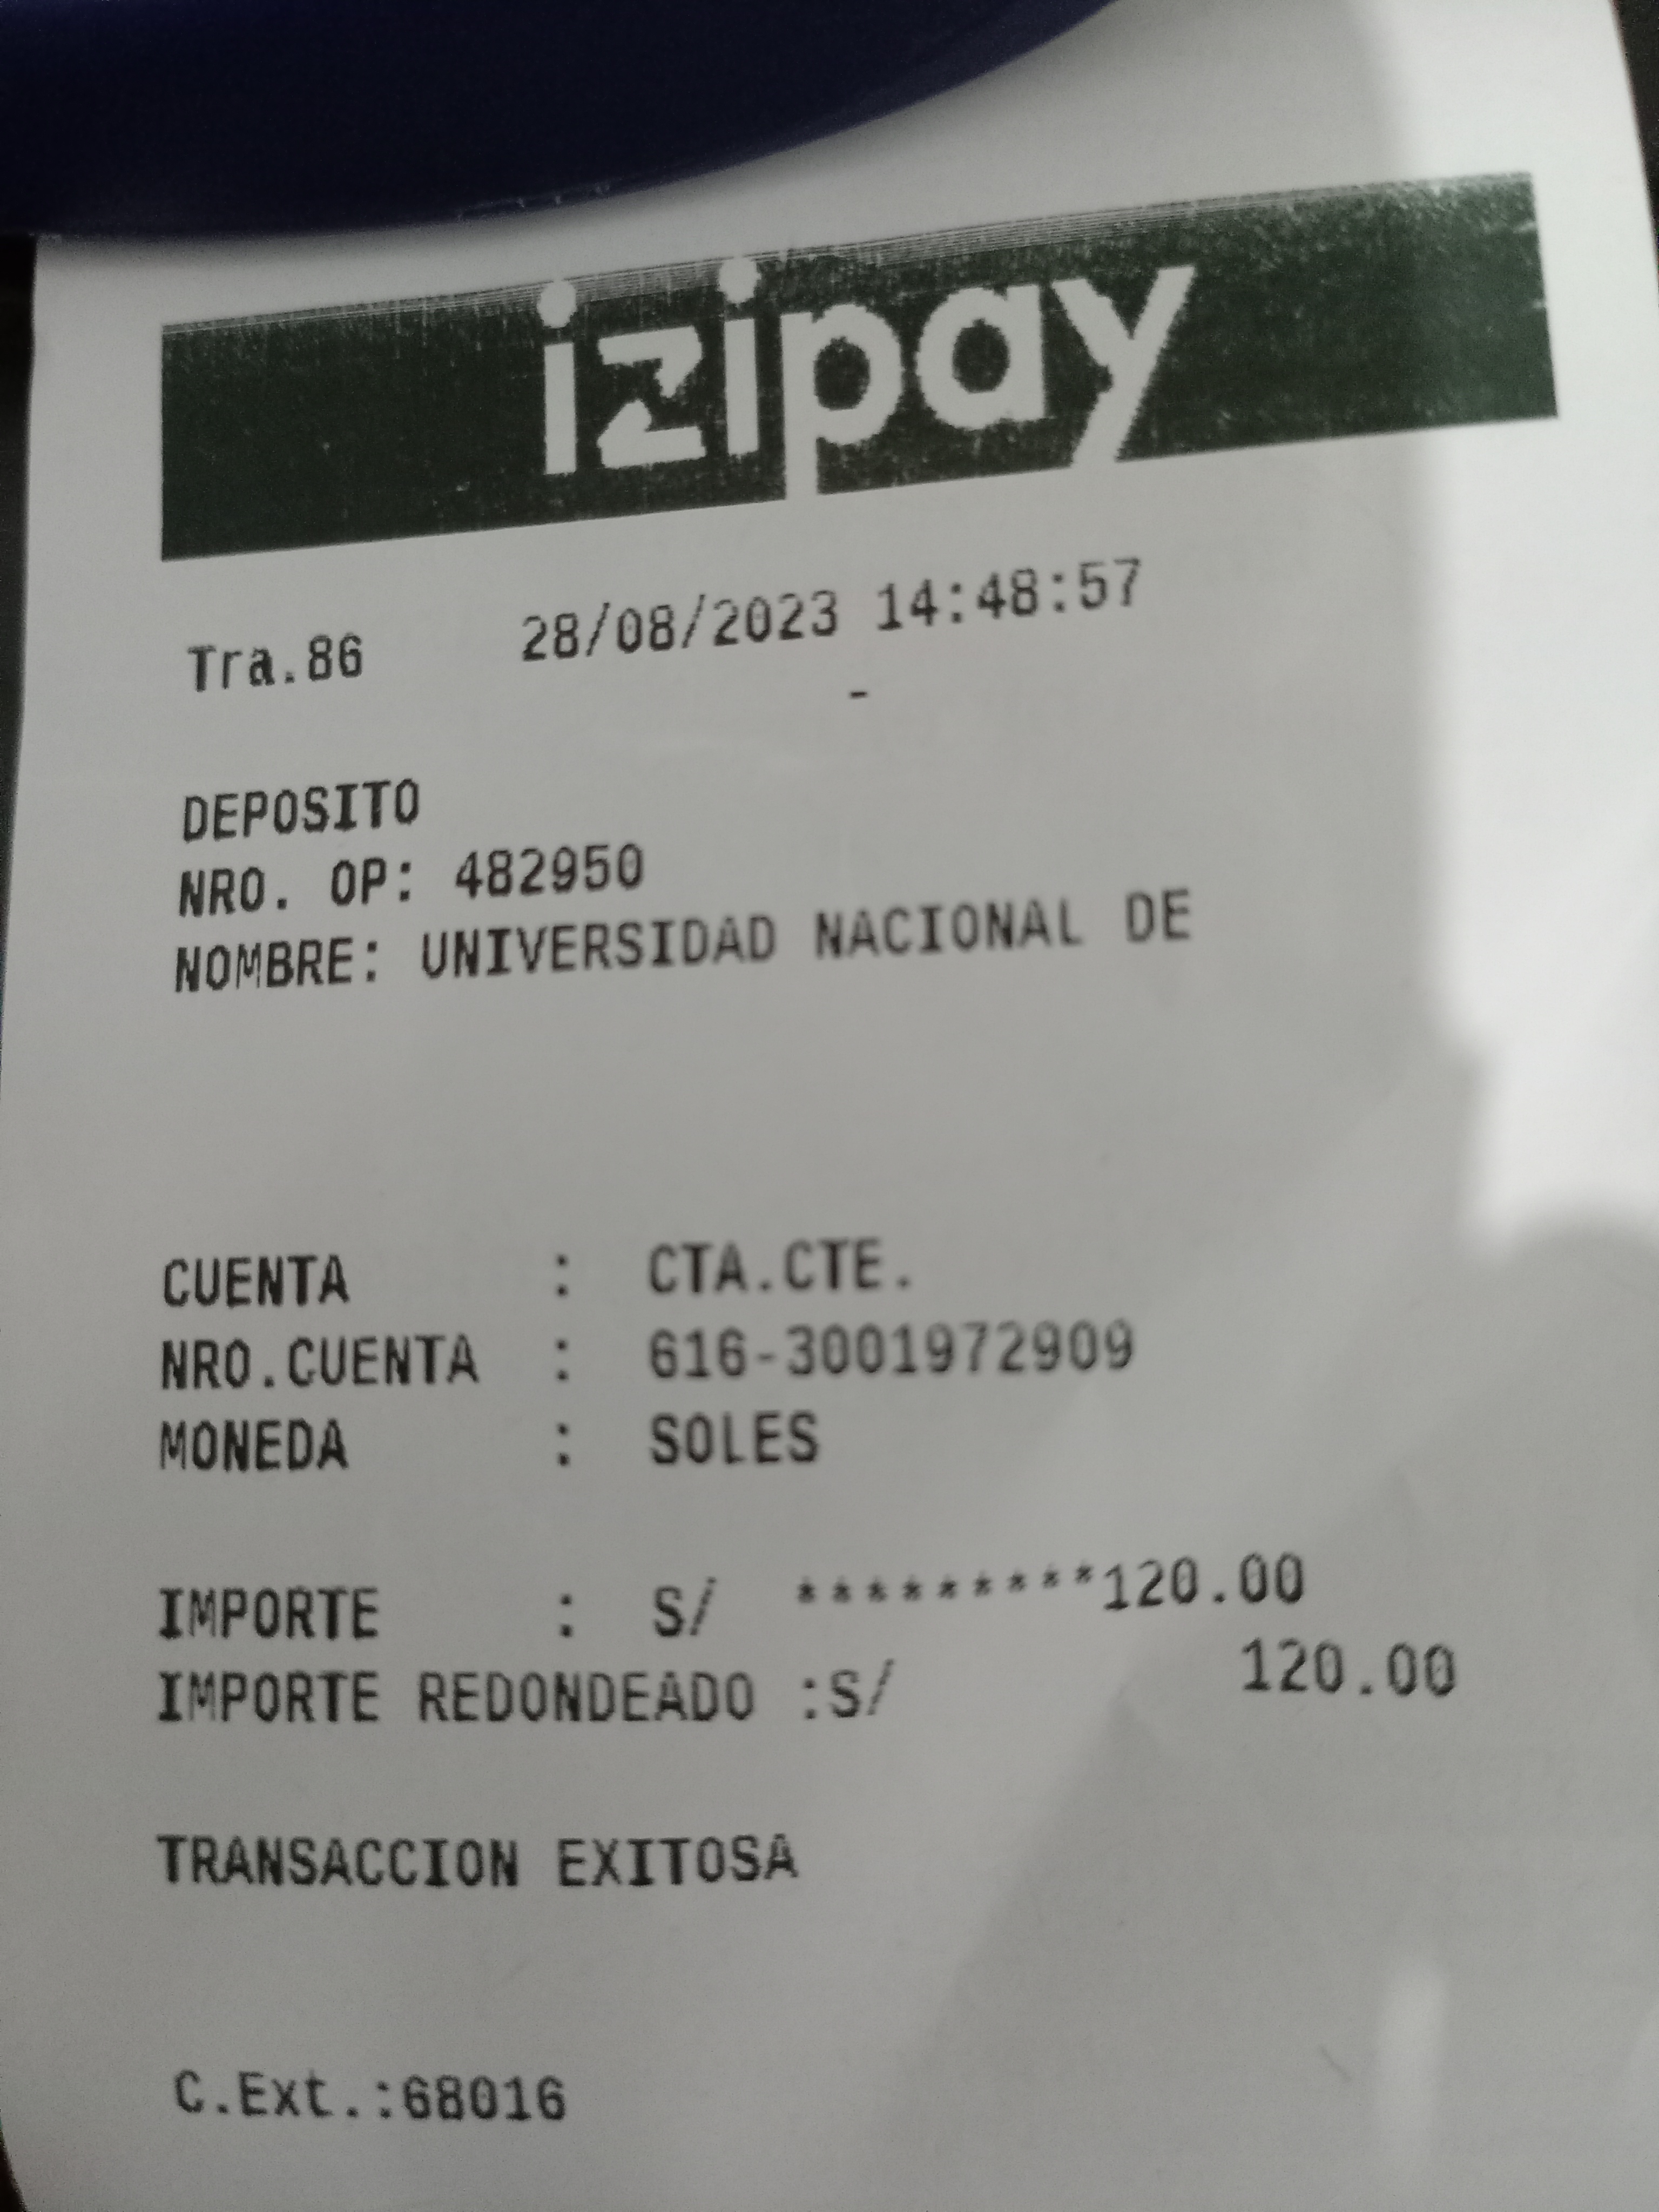 izipay
Tra.86 28/08/2023 14:48:57
-
DEPOSITO
NRO. OP: 482950
NOMBRE: UNIVERSIDAD NACIONAL DE
CUENTA : CTA.CTE.
NRO.CUENTA : 616-3001972909
MONEDA : SOLES
IMPORTE : S/ *********120.00
IMPORTE REDONDEADO :S/ 120.00
TRANSACCION EXITOSA
C.Ext.:68016